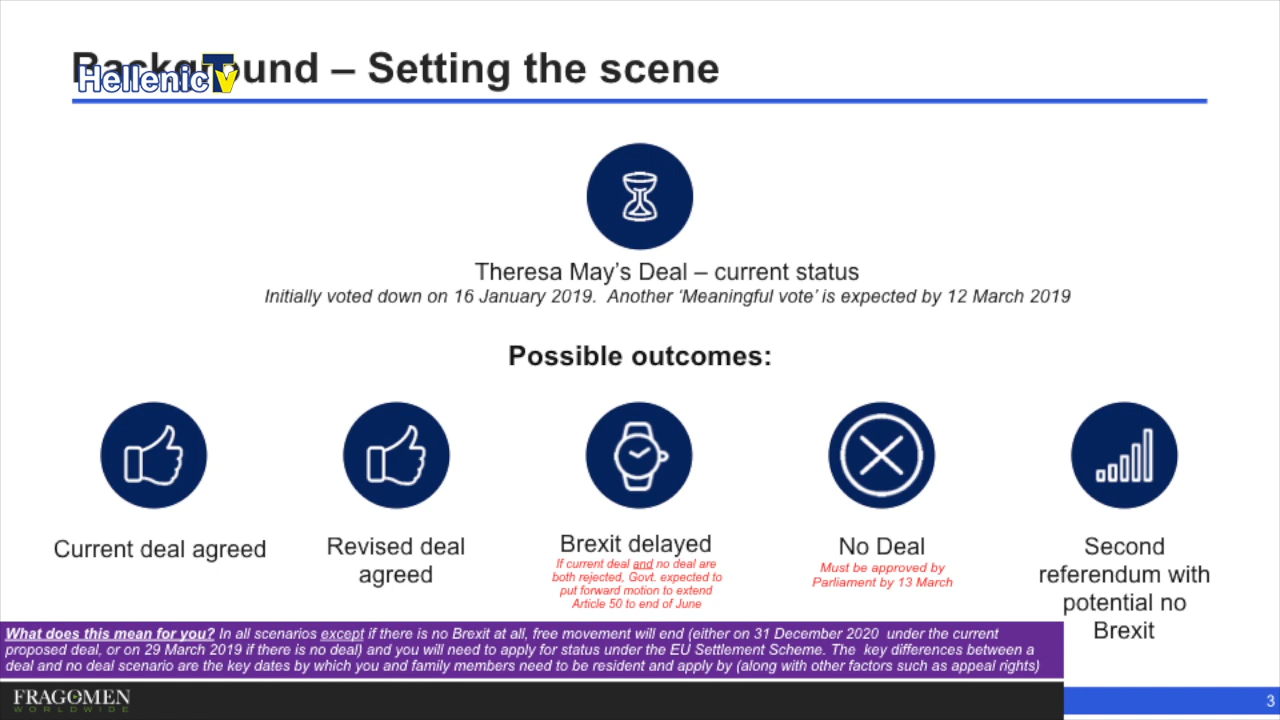 Background – Setting the scene
HellenicTv
Theresa May's Deal – current status
Initially voted down on 16 January 2019. Another 'Meaningful vote' is expected by 12 March 2019
Possible outcomes:
Current deal agreed
Revised deal
agreed
Brexit delayed
If current deal and no deal are
both rejected, Govt. expected to
put forward motion to extend
Article 50 to end of June
No Deal
Must be approved by
Parliament by 13 March
Second
referendum with
potential no
Brexit
What does this mean for you? In all scenarios except if there is no Brexit at all, free movement will end (either on 31 December 2020 under the current
proposed deal, or on 29 March 2019 if there is no deal) and you will need to apply for status under the EU Settlement Scheme. The key differences between a
deal and no deal scenario are the key dates by which you and family members need to be resident and apply by (along with other factors such as appeal rights)
FRAGOMEN
WORLDWIDE
3